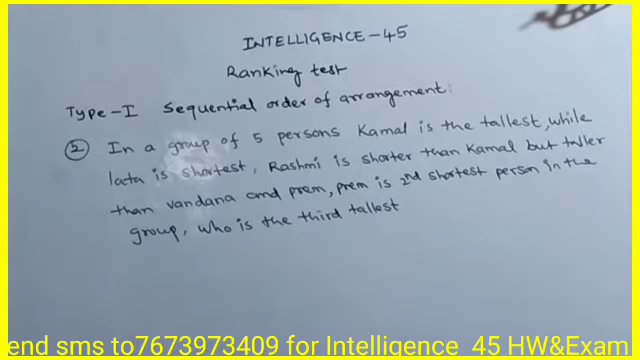 INTELLIGENCE-45
Ranking test
Type-I Sequential order of arrangement:
② In a group of 5 persons Kamal is the tallest, while
lata is shortest, Rashmi is shorter than Kamal but taller
than vandana and prem, prem is 2nd shortest person in the
group, who is the third tallest
end sms to7673973409 for Intelligence 45 HW&Exam